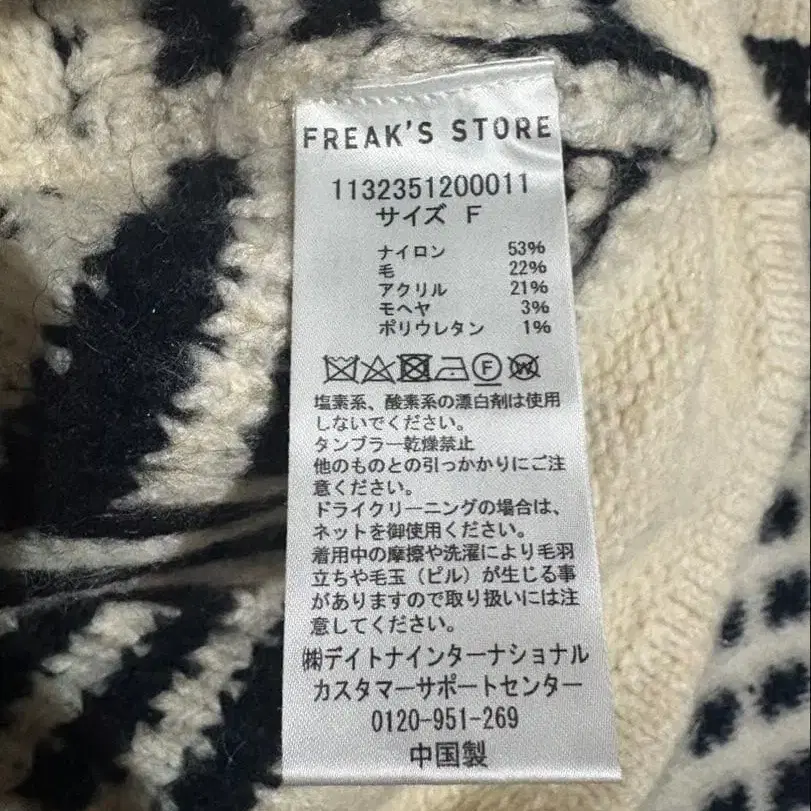 FREAK'S STORE
1132351200011
サイズ F
ナイロン 53%
毛 22%
アクリル 21%
モヘヤ 3%
ポリウレタン 1%
F W
塩素系、酸素系の漂白剤は使用
しないでください。
タンブラー乾燥禁止
他のものとの引っかかりにご注
意ください。
ドライクリーニングの場合は、
ネットを御使用ください。
着用中の摩擦や洗濯により毛羽
立ちや毛玉(ピル)が生じる事
がありますので取り扱いには注
意してください。
㈱デイトナインターナショナル
カスタマーサポートセンター
0120-951-269
中国製